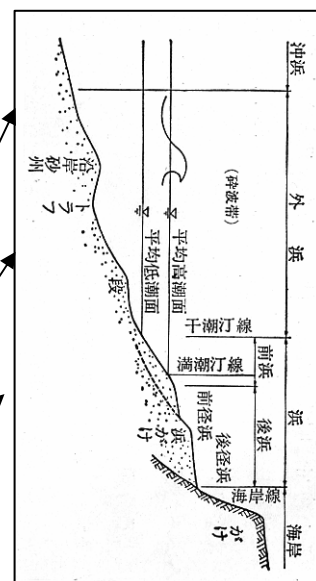 沖浜
外浜
浜
海岸
前浜
後浜
(砕波帯)
干潮汀線
満潮汀線
海岸線
前径浜
後径浜
平均高潮面
平均低潮面
沿岸砂州
トラフ
段
浜がけ
がけ